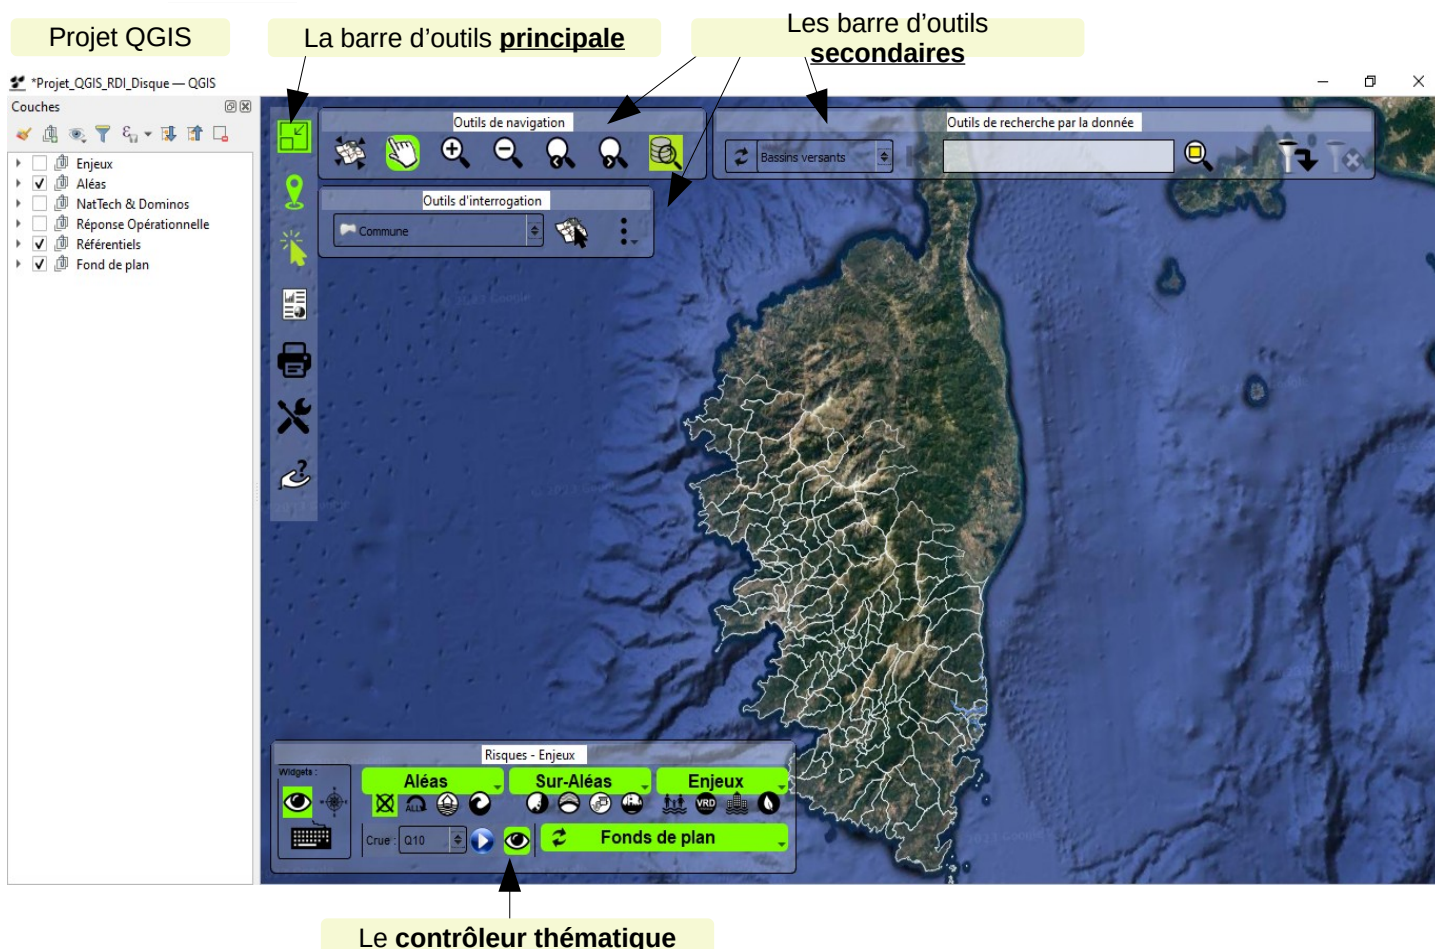 Projet QGIS
La barre d’outils principale
Les barre d’outils
secondaires
*Projet_QGIS_RDI_Disque — QGIS
Couches
Enjeux
Aléas
NatTech & Dominos
Réponse Opérationnelle
Référentiels
Fond de plan
Outils de navigation
Outils de recherche par la donnée
Bassins versants
Outils d'interrogation
Commune
Risques - Enjeux
Widgets :
Aléas
Sur-Aléas
Enjeux
ALL
VRD
Crue :
Q10
Fonds de plan
Le contrôleur thématique